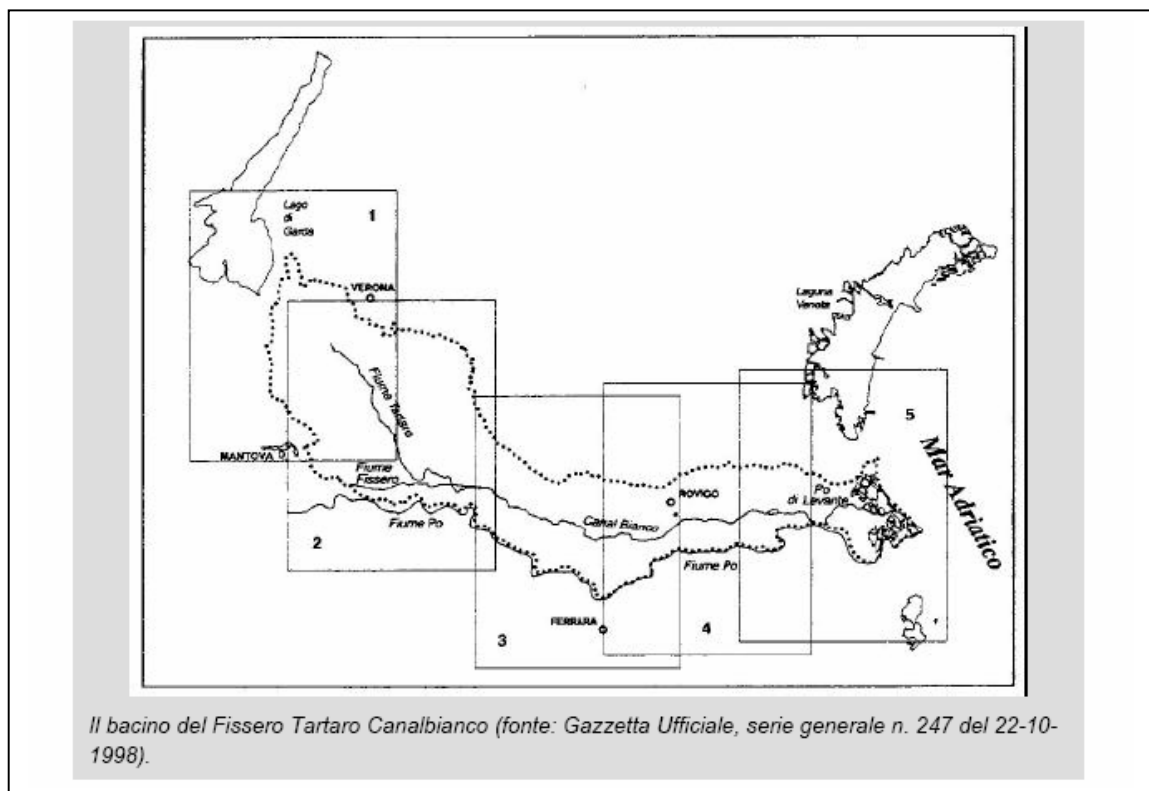 Lago
di
Garda
1
VERONA
Laguna
Veneta
Fiume Tartaro
5
MANTOVA
Fiume
Fissero
Mar Adriatico
ROVIGO
Po
di Levante
Canal Bianco
Fiume Po
2
Fiume Po
FERRARA
3
4
Il bacino del Fissero Tartaro Canalbianco (fonte: Gazzetta Ufficiale, serie generale n. 247 del 22-10-
1998).